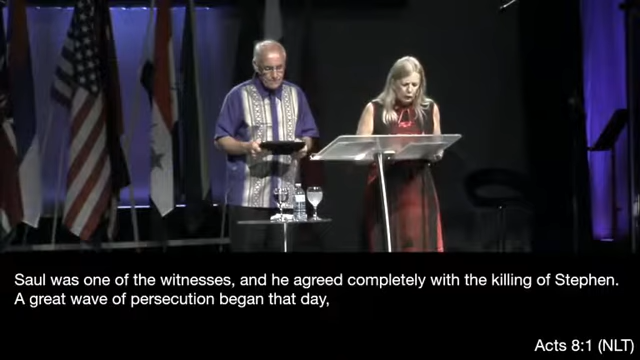 Saul was one of the witnesses, and he agreed completely with the killing of Stephen.
A great wave of persecution began that day,
Acts 8:1 (NLT)